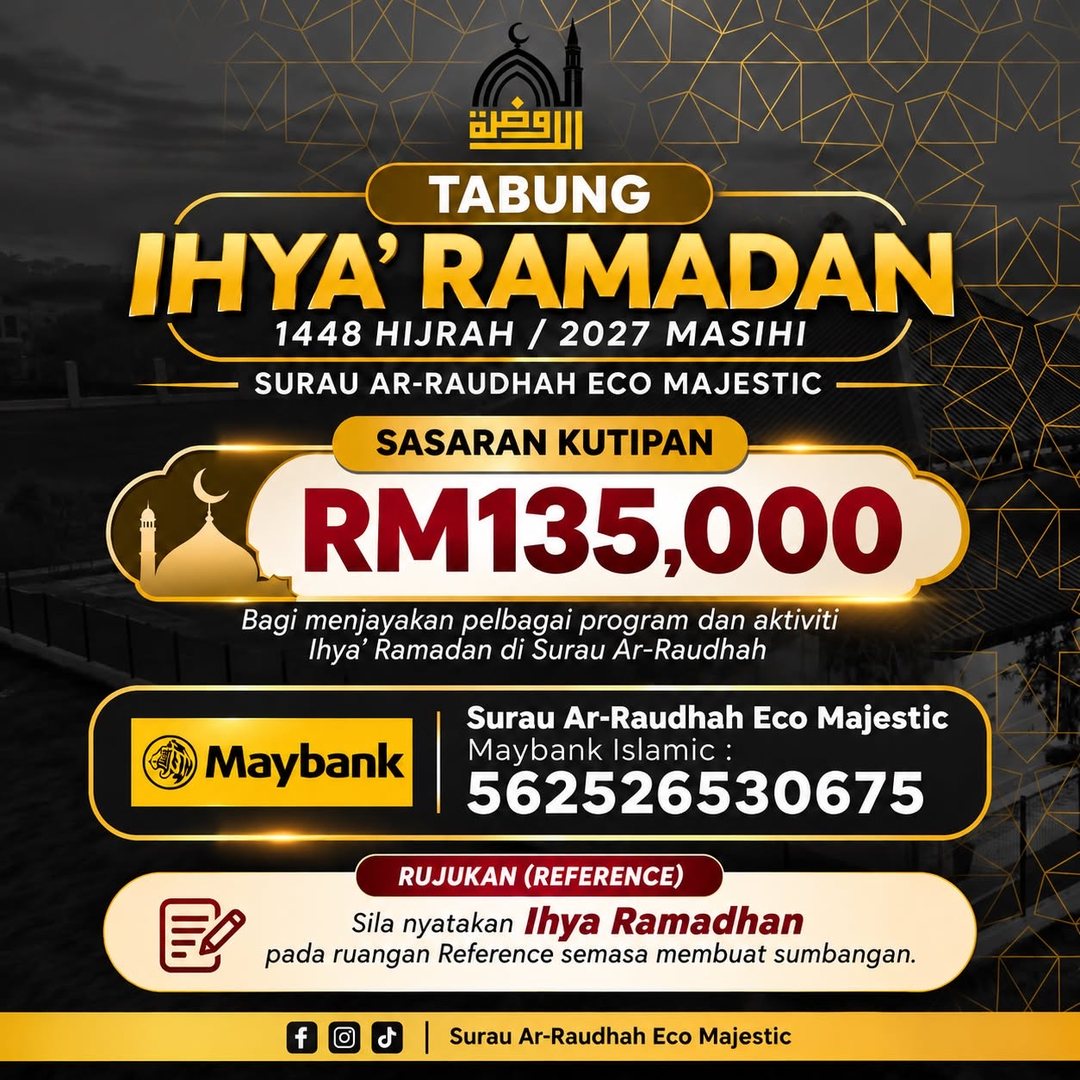 الروضة
TABUNG
IHYA’ RAMADAN
1448 HIJRAH / 2027 MASIHI
SURAU AR-RAUDHAH ECO MAJESTIC
SASARAN KUTIPAN
RM135,000
Bagi menjayakan pelbagai program dan aktiviti
Ihya’ Ramadan di Surau Ar-Raudhah
Maybank
Surau Ar-Raudhah Eco Majestic
Maybank Islamic :
562526530675
RUJUKAN (REFERENCE)
Sila nyatakan Ihya Ramadhan
pada ruangan Reference semasa membuat sumbangan.
Surau Ar-Raudhah Eco Majestic